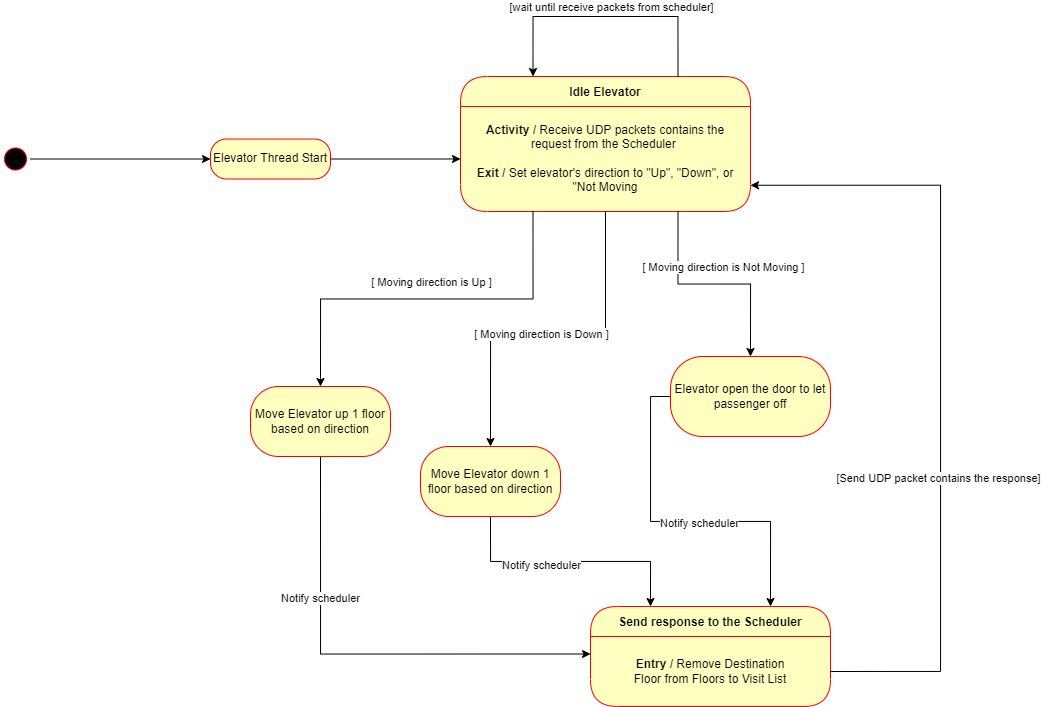 [wait until receive packets from scheduler]
Idle Elevator
Activity / Receive UDP packets contains the
request from the Scheduler
Exit / Set elevator's direction to "Up", "Down", or
"Not Moving
Elevator Thread Start
[ Moving direction is Not Moving ]
[ Moving direction is Up ]
[ Moving direction is Down ]
Elevator open the door to let
passenger off
Move Elevator up 1 floor
based on direction
Move Elevator down 1
floor based on direction
[Send UDP packet contains the response]
Notify scheduler
Notify scheduler
Notify scheduler
Send response to the Scheduler
Entry / Remove Destination
Floor from Floors to Visit List